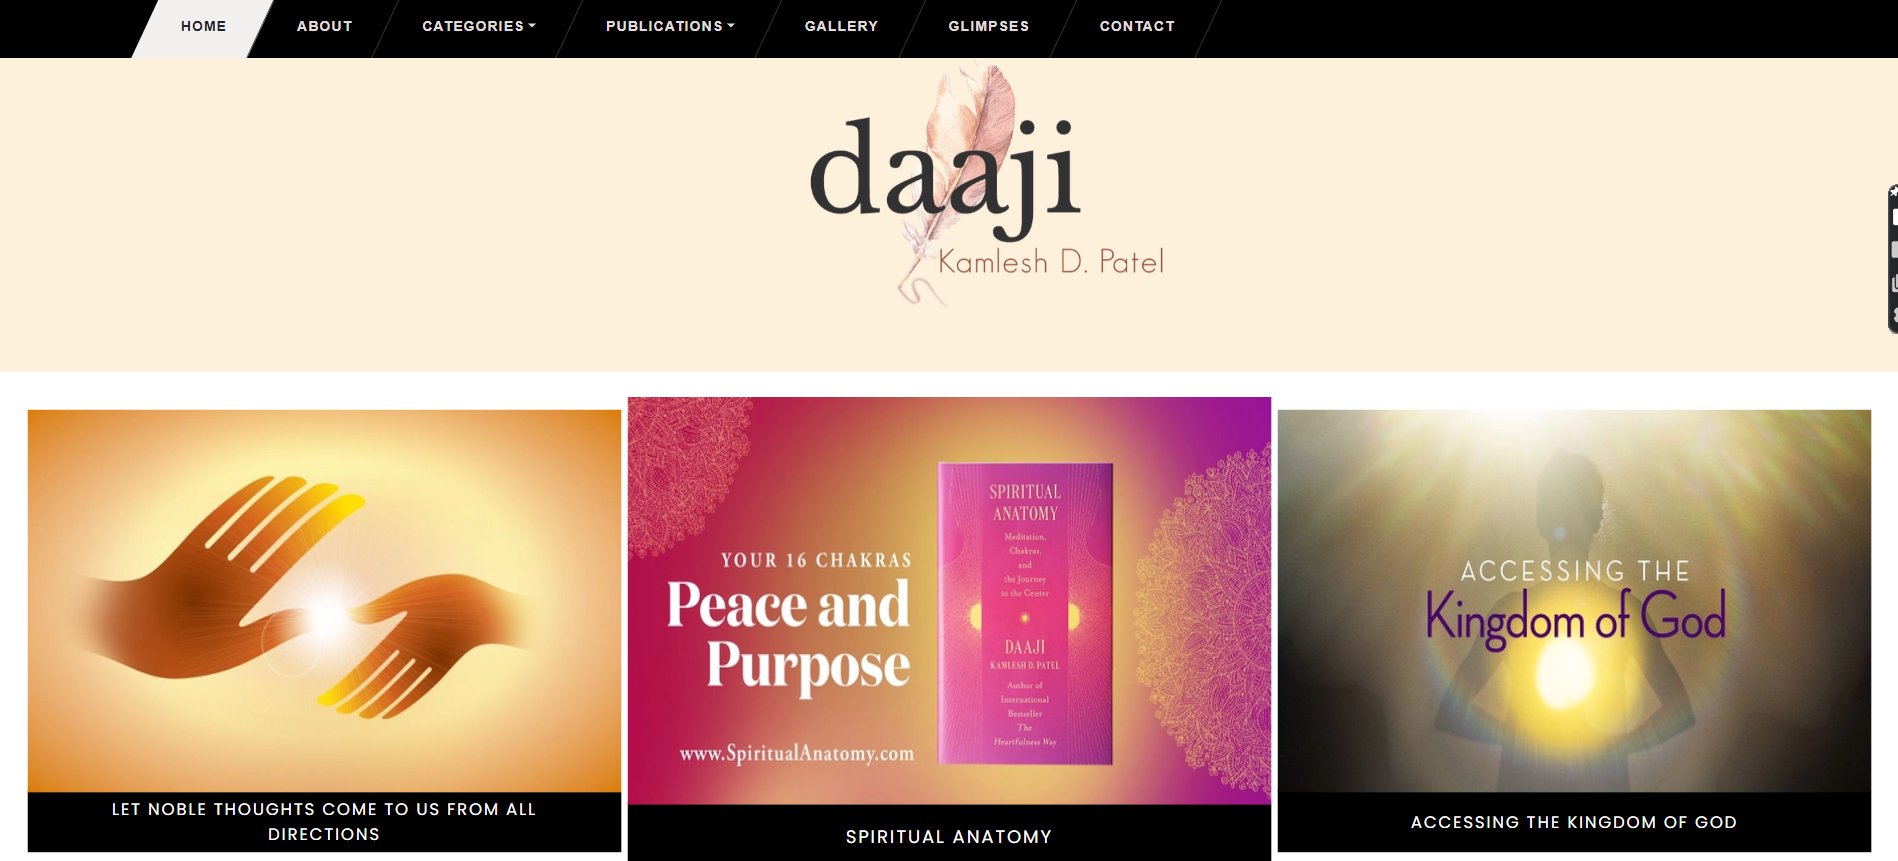 HOME
ABOUT
CATEGORIES
PUBLICATIONS
GALLERY
GLIMPSES
CONTACT
daaji
Kamlesh D. Patel
YOUR 16 CHAKRAS
Peace and
Purpose
www.SpiritualAnatomy.com
SPIRITUAL
ANATOMY
Meditation,
Chakras,
and
the Journey
to the Center
DAAJI
KAMLESH D. PATEL
Author of
International
Bestseller
The
Heartfulness Way
ACCESSING THE
Kingdom of God
LET NOBLE THOUGHTS COME TO US FROM ALL
DIRECTIONS
SPIRITUAL ANATOMY
ACCESSING THE KINGDOM OF GOD